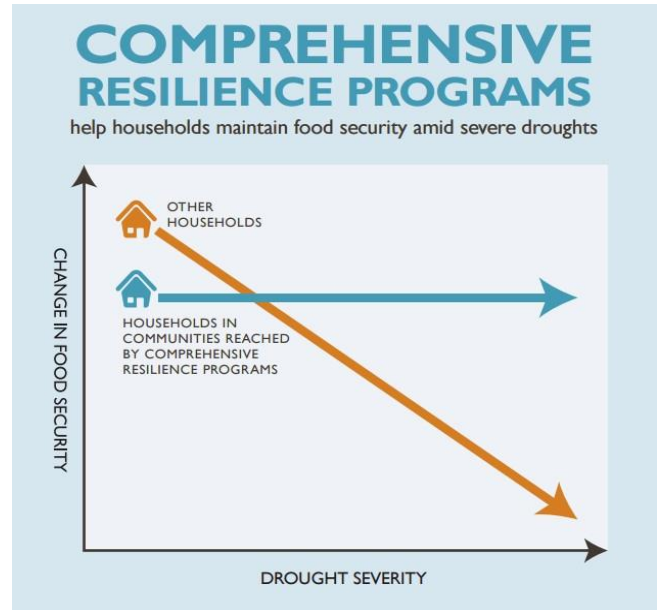 COMPREHENSIVE
RESILIENCE PROGRAMS
help households maintain food security amid severe droughts
OTHER
HOUSEHOLDS
HOUSEHOLDS IN
COMMUNITIES REACHED
BY COMPREHENSIVE
RESILIENCE PROGRAMS
CHANGE IN FOOD SECURITY
DROUGHT SEVERITY